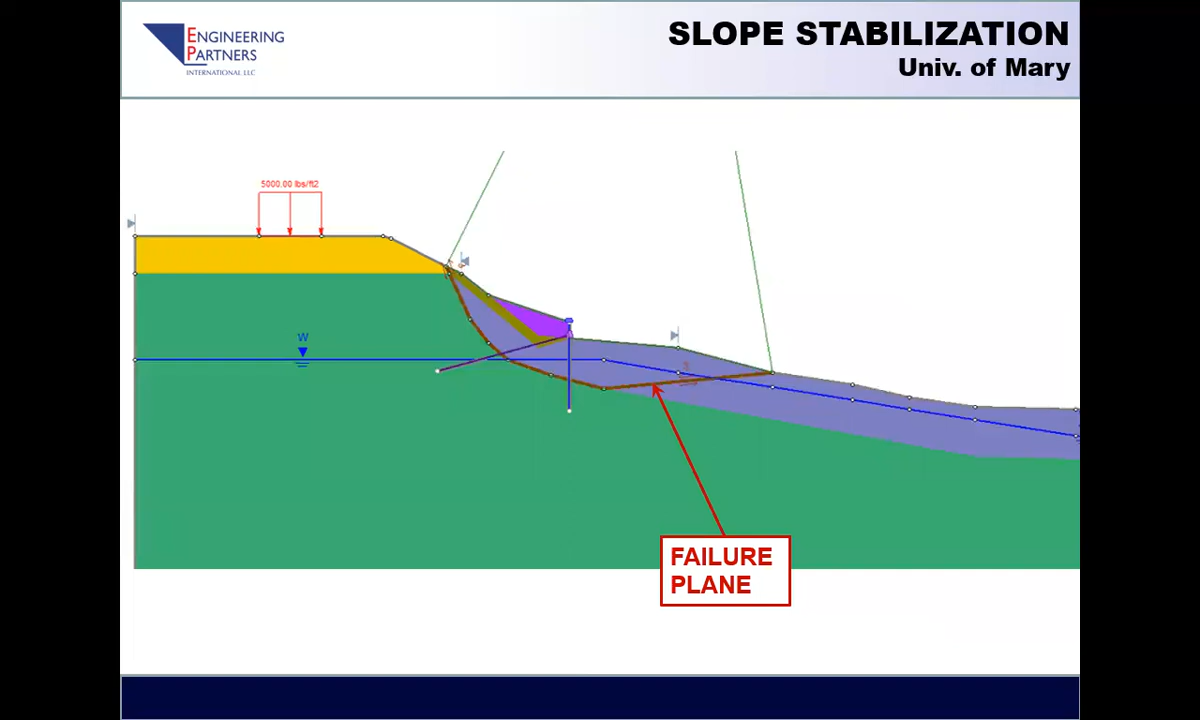 ENGINEERING
PARTNERS
INTERNATIONAL LLC
SLOPE STABILIZATION
Univ. of Mary
5000.00 lbs/ft2
W
FAILURE
PLANE